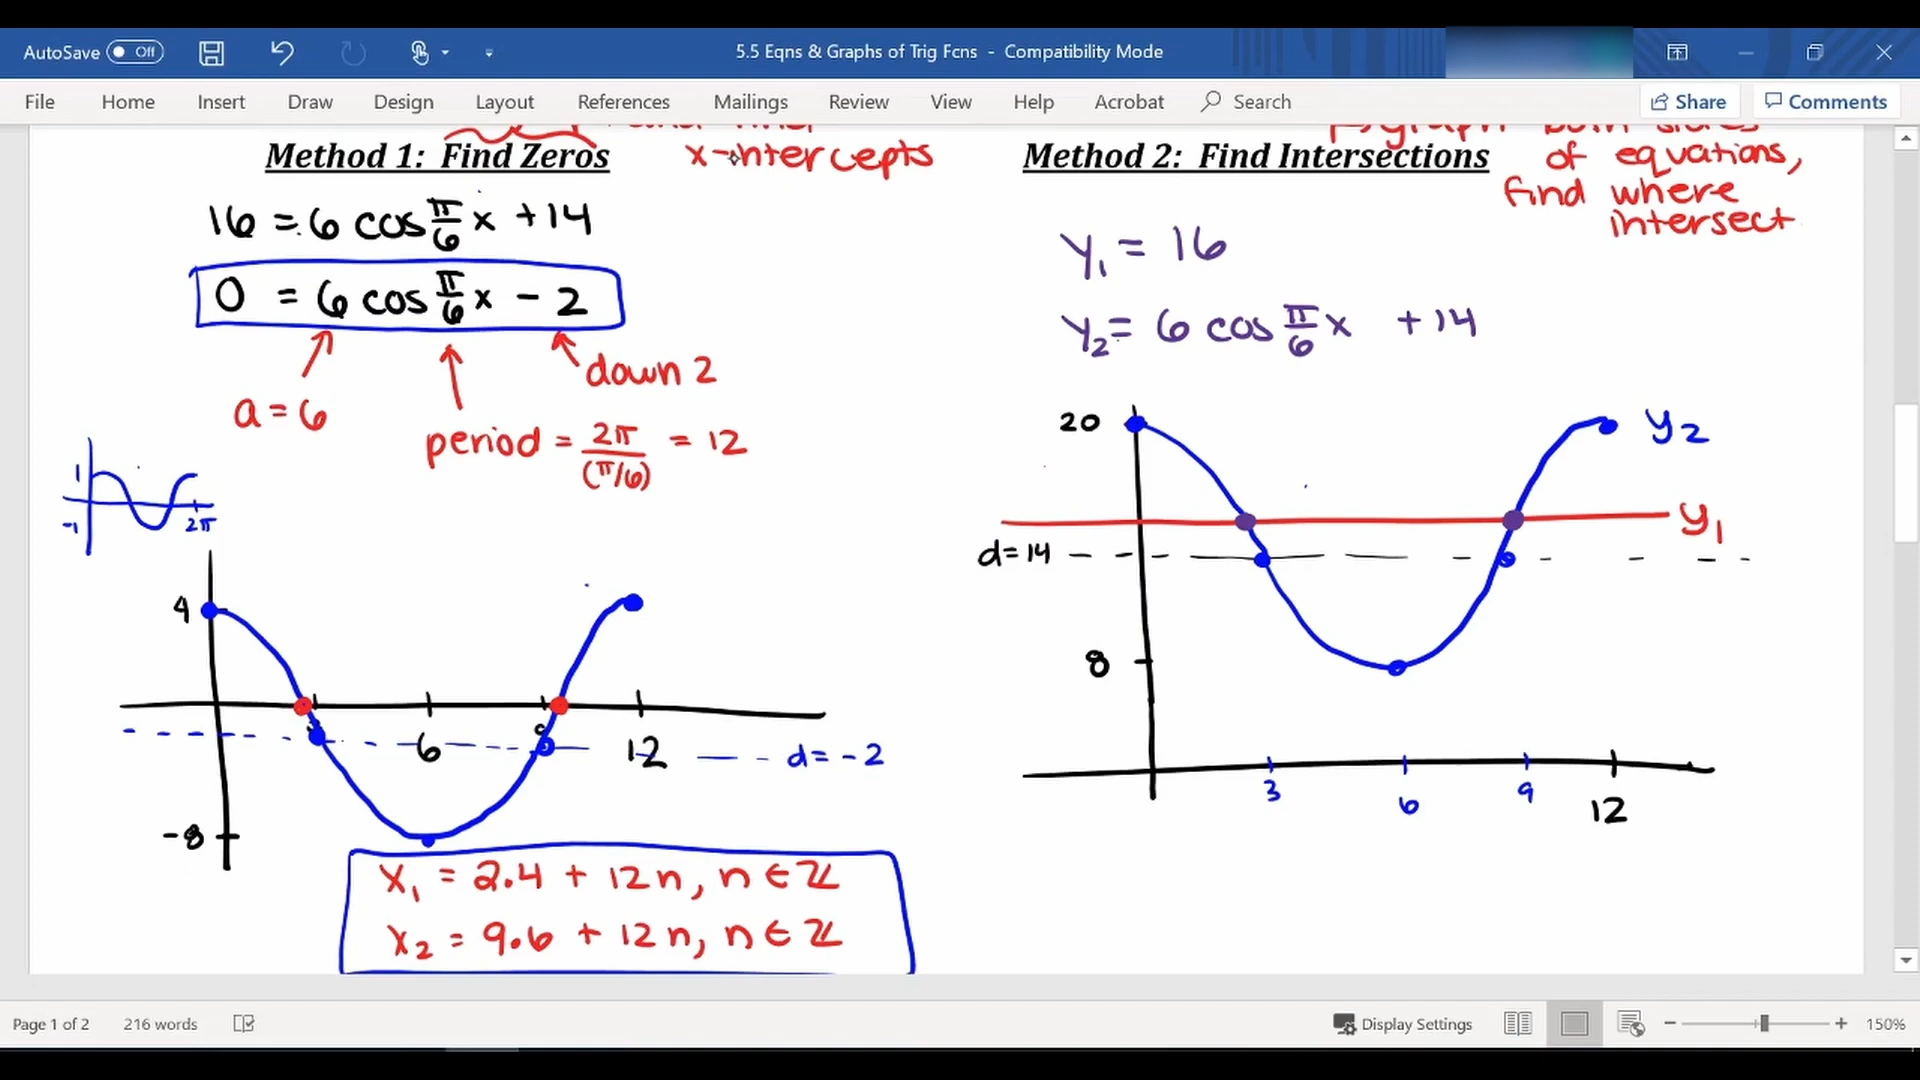 AutoSave Off 5.5 Eqns & Graphs of Trig Fcns - Compatibility Mode
File Home Insert Draw Design Layout References Mailings Review View Help Acrobat Search Share Comments
Method 1: Find Zeros
x-intercepts
16 = 6 cos π/6 x + 14
0 = 6 cos π/6 x - 2
a = 6
period = 2π/(π/6) = 12
down 2
1
-1
2π
4
6
9
12
d = -2
-8
x₁ = 2.4 + 12n, n ∈ ℤ
x₂ = 9.6 + 12n, n ∈ ℤ
graph both sides
Method 2: Find Intersections
of equations,
find where
intersect
y₁ = 16
y₂ = 6 cos π/6 x + 14
20
y₂
y₁
d = 14
8
3
6
9
12
Page 1 of 2 216 words Display Settings 150%